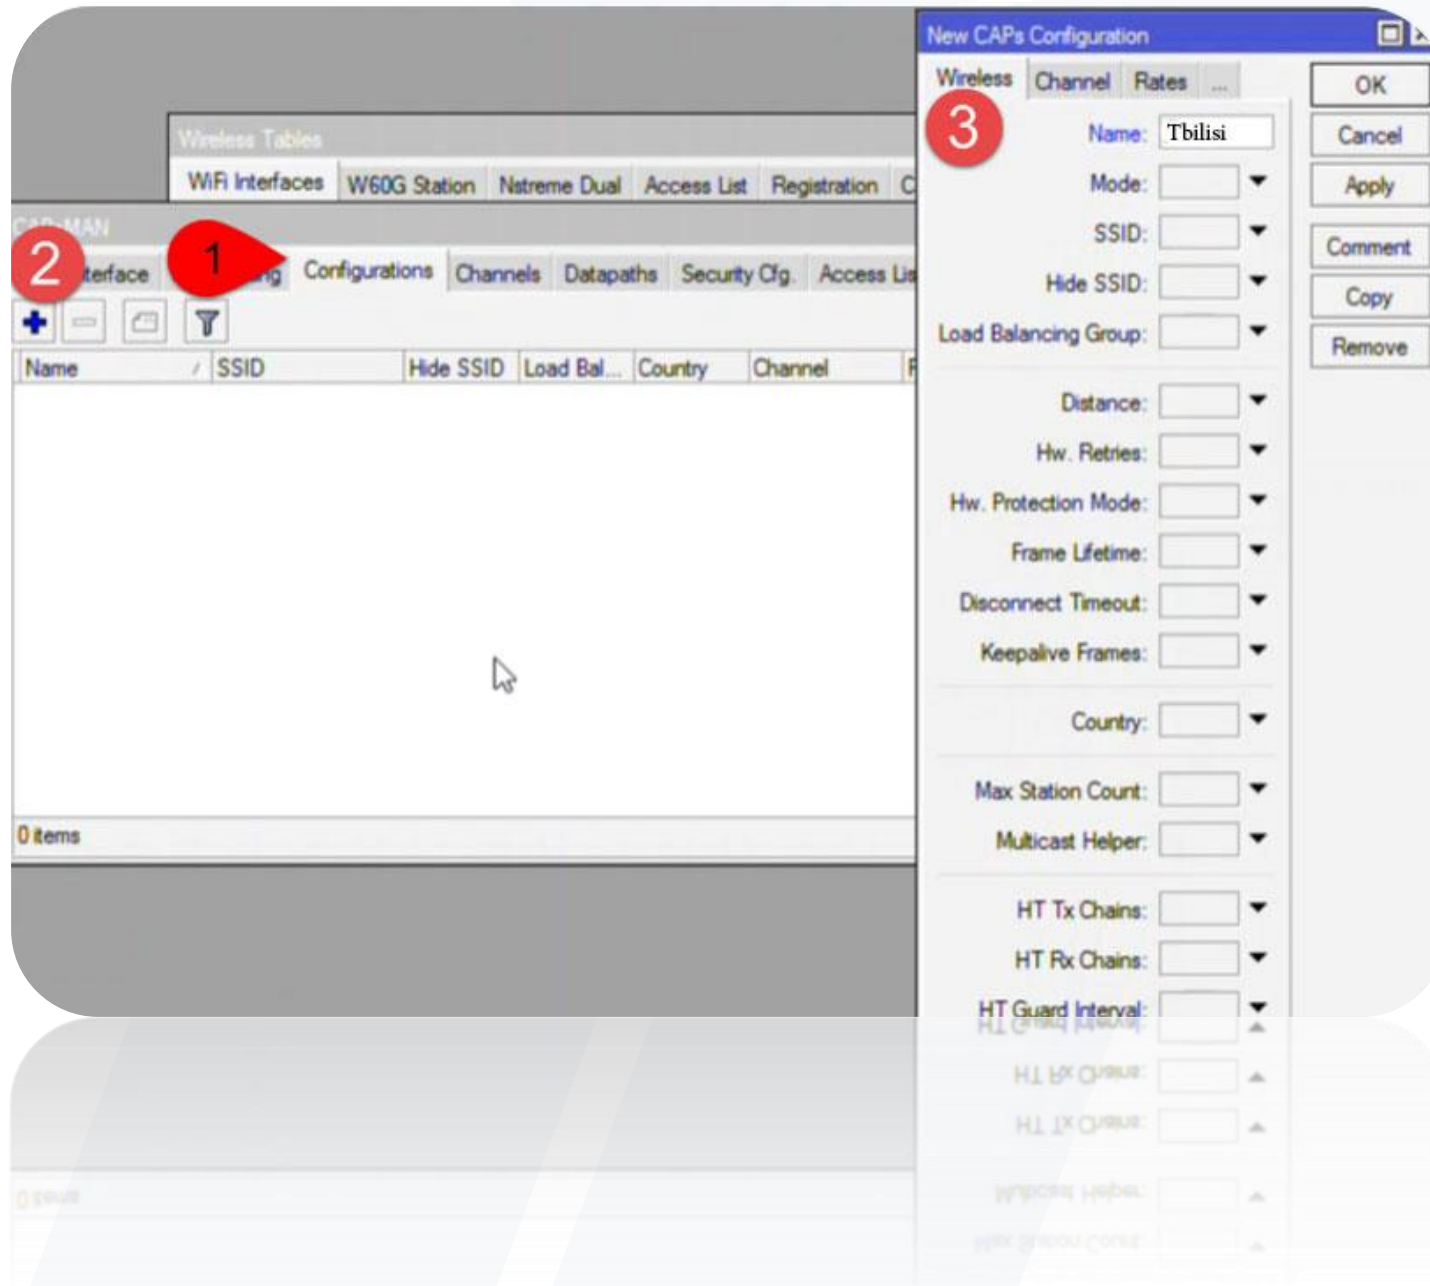 New CAPs Configuration
Wireless Channel Rates ...
3
Name: Tbilisi
Mode:
SSID:
Hide SSID:
Load Balancing Group:
Distance:
Hw. Retries:
Hw. Protection Mode:
Frame Lifetime:
Disconnect Timeout:
Keepalive Frames:
Country:
Max Station Count:
Multicast Helper:
HT Tx Chains:
HT Rx Chains:
HT Guard Interval:
OK
Cancel
Apply
Comment
Copy
Remove
Wireless Tables
WiFi Interfaces W60G Station Nstreme Dual Access List Registration
2
1
Configurations Channels Datapaths Security Cfg. Access
Name SSID Hide SSID Load Bal... Country Channel
0 items